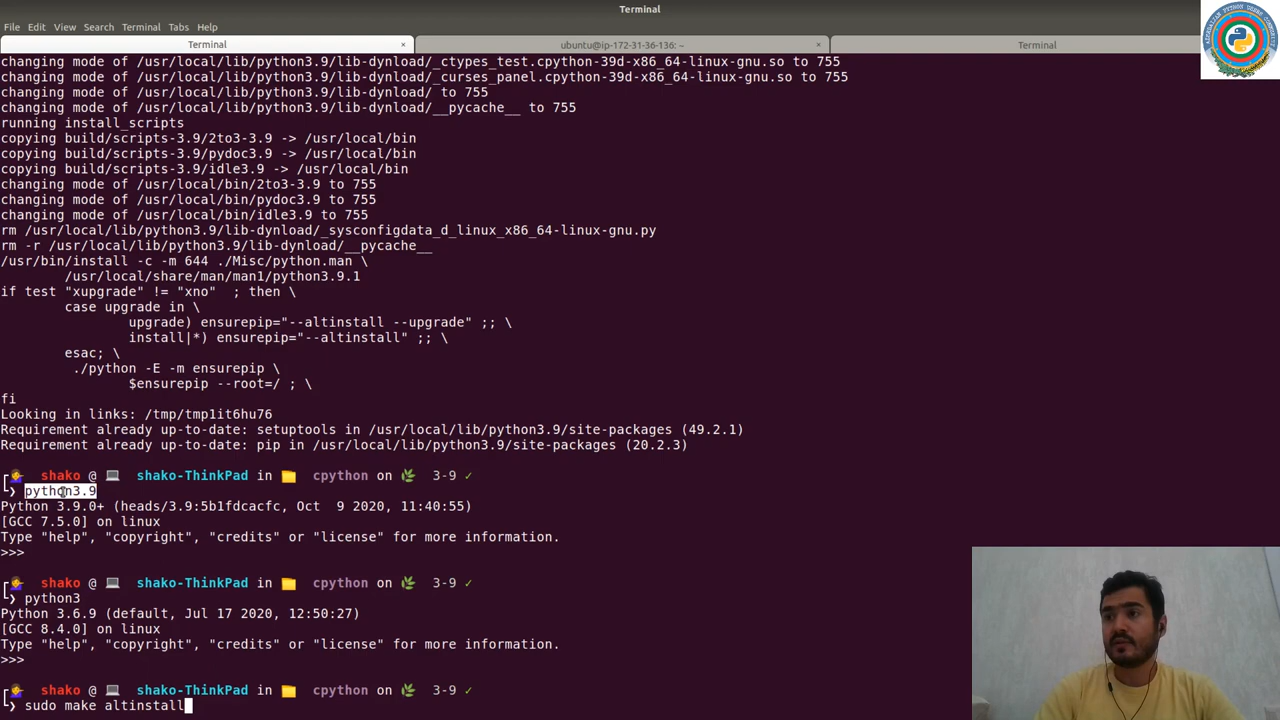 Terminal
File Edit View Search Terminal Tabs Help
Terminal × ubuntu@ip-172-31-36-136: ~ × Terminal
changing mode of /usr/local/lib/python3.9/lib-dynload/_ctypes_test.cpython-39d-x86_64-linux-gnu.so to 755
changing mode of /usr/local/lib/python3.9/lib-dynload/_curses_panel.cpython-39d-x86_64-linux-gnu.so to 755
changing mode of /usr/local/lib/python3.9/lib-dynload/ to 755
changing mode of /usr/local/lib/python3.9/lib-dynload/__pycache__ to 755
running install_scripts
copying build/scripts-3.9/2to3-3.9 -> /usr/local/bin
copying build/scripts-3.9/pydoc3.9 -> /usr/local/bin
copying build/scripts-3.9/idle3.9 -> /usr/local/bin
changing mode of /usr/local/bin/2to3-3.9 to 755
changing mode of /usr/local/bin/pydoc3.9 to 755
changing mode of /usr/local/bin/idle3.9 to 755
rm /usr/local/lib/python3.9/lib-dynload/_sysconfigdata_d_linux_x86_64-linux-gnu.py
rm -r /usr/local/lib/python3.9/lib-dynload/__pycache__
/usr/bin/install -c -m 644 ./Misc/python.man \
/usr/local/share/man/man1/python3.9.1
if test "xupgrade" != "xno"  ; then \
case upgrade in \
upgrade) ensurepip="--altinstall --upgrade" ;; \
install|*) ensurepip="--altinstall" ;; \
esac; \
./python -E -m ensurepip \
$ensurepip --root=/ ; \
fi
Looking in links: /tmp/tmp1it6hu76
Requirement already up-to-date: setuptools in /usr/local/lib/python3.9/site-packages (49.2.1)
Requirement already up-to-date: pip in /usr/local/lib/python3.9/site-packages (20.2.3)
shako @ shako-ThinkPad in cpython on 3-9 ✓
❯ python3.9
Python 3.9.0+ (heads/3.9:5b1fdcacfc, Oct  9 2020, 11:40:55)
[GCC 7.5.0] on linux
Type "help", "copyright", "credits" or "license" for more information.
>>>
shako @ shako-ThinkPad in cpython on 3-9 ✓
❯ python3
Python 3.6.9 (default, Jul 17 2020, 12:50:27)
[GCC 8.4.0] on linux
Type "help", "copyright", "credits" or "license" for more information.
>>>
shako @ shako-ThinkPad in cpython on 3-9 ✓
❯ sudo make altinstall